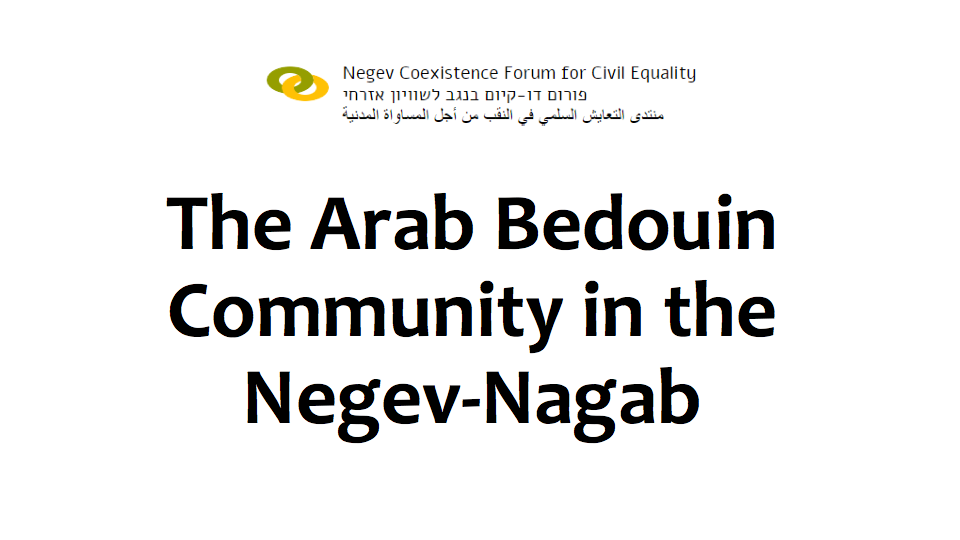 Negev Coexistence Forum for Civil Equality
פורום דו-קיום בנגב לשוויון אזרחי
منتدى التعايش السلمي في النقب من أجل المساواة المدنية
The Arab Bedouin
Community in the
Negev-Nagab